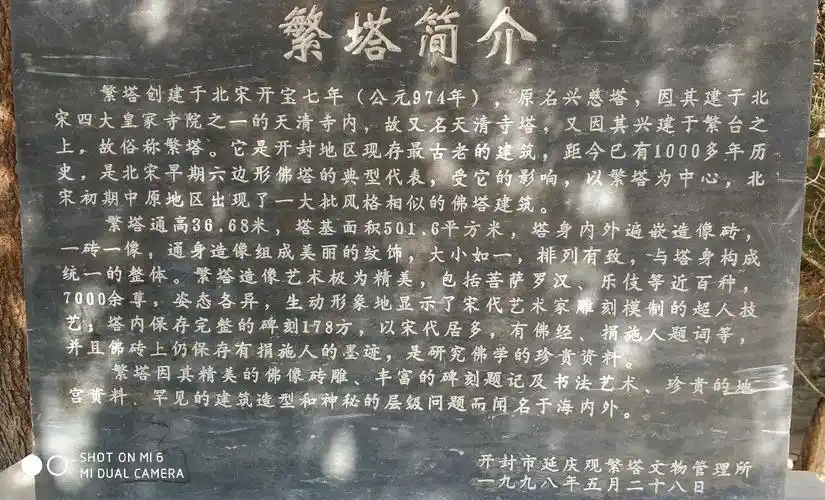 繁塔简介
繁塔创建于北宋开宝七年（公元974年），原名兴慈塔，因其建于北
宋四大皇家寺院之一的天清寺内，故又名天清寺塔，又因其兴建于繁台之
上，故俗称繁塔。它是开封地区现存最古老的建筑，距今已有1000多年历
史，是北宋早期六边形佛塔的典型代表，受它的影响，以繁塔为中心，北
宋初期中原地区出现了一大批风格相似的佛塔建筑。
繁塔通高36.68米，塔基面积501.6平方米，塔身内外遍嵌造像砖，
一砖一像，通身造像组成美丽的纹饰，大小如一，排列有致，与塔身构成
统一的整体。繁塔造像艺术极为精美，包括菩萨罗汉、乐伎等近百种，
7000余尊，姿态各异，生动形象地显示了宋代艺术家雕刻模制的超人技
艺；塔内保存完整的碑刻178方，以宋代居多，有佛经、捐施人题词等，
并且佛砖上仍保存有捐施人的墨迹，是研究佛学的珍贵资料。
繁塔因其精美的佛像砖雕、丰富的碑刻题记及书法艺术、珍贵的地
宫资料、罕见的建筑造型和神秘的层级问题而闻名于海内外。
开封市延庆观繁塔文物管理所
一九九八年五月二十八日
SHOT ON MI 6
MI DUAL CAMERA